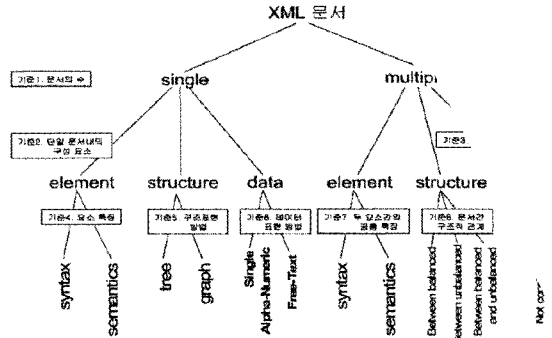 XML 문서
기준1. 문서의 수
single
multipl
기준2. 단일 문서내의
구성 요소
기준3
element
structure
data
element
structure
기준4. 요소 특징
기준5. 구조표현
방법
기준6. 데이터
표현 방법
기준7. 두 요소간의
공통 특징
기준8. 문서간
구조적 관계
syntax
semantics
tree
graph
Single
Alpha-Numeric
Free-Text
syntax
semantics
Between balanced
between unbalanced
Between balanced
and unbalanced
Not